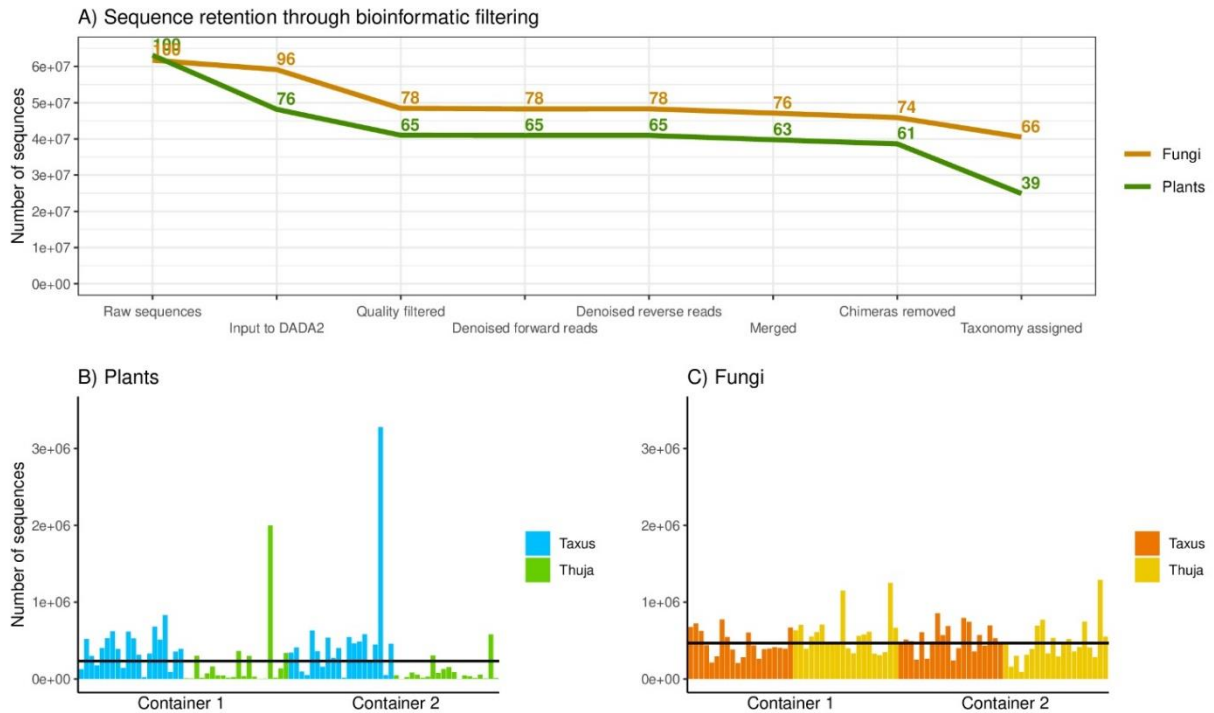 A) Sequence retention through bioinformatic filtering
Number of sequnces
6e+07
5e+07
4e+07
3e+07
2e+07
1e+07
0e+00
100
100
96
76
78
65
78
65
78
65
76
63
74
61
66
39
Fungi
Plants
Raw sequences
Input to DADA2
Quality filtered
Denoised forward reads
Denoised reverse reads
Merged
Chimeras removed
Taxonomy assigned
B) Plants
Number of sequences
3e+06
2e+06
1e+06
0e+00
Container 1
Container 2
Taxus
Thuja
C) Fungi
3e+06
2e+06
1e+06
0e+00
Container 1
Container 2
Taxus
Thuja